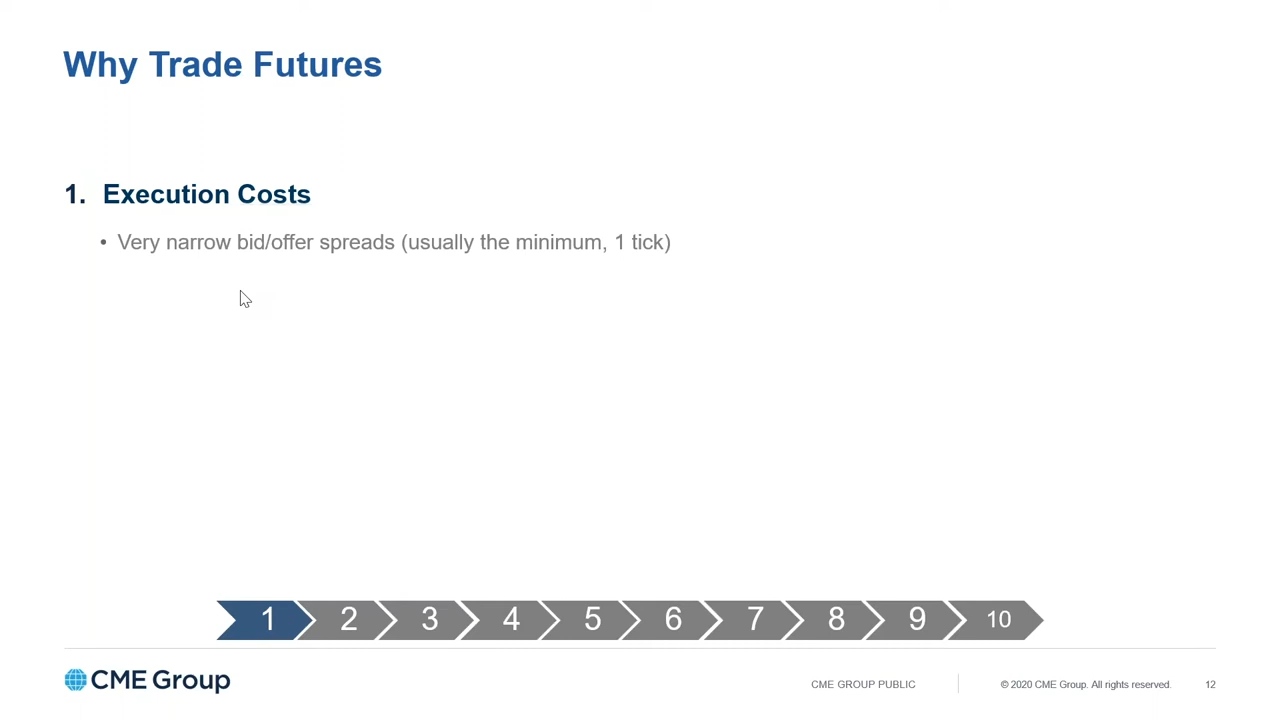 Why Trade Futures
1. Execution Costs
• Very narrow bid/offer spreads (usually the minimum, 1 tick)
1 2 3 4 5 6 7 8 9 10
CME Group
CME GROUP PUBLIC
© 2020 CME Group. All rights reserved.
12